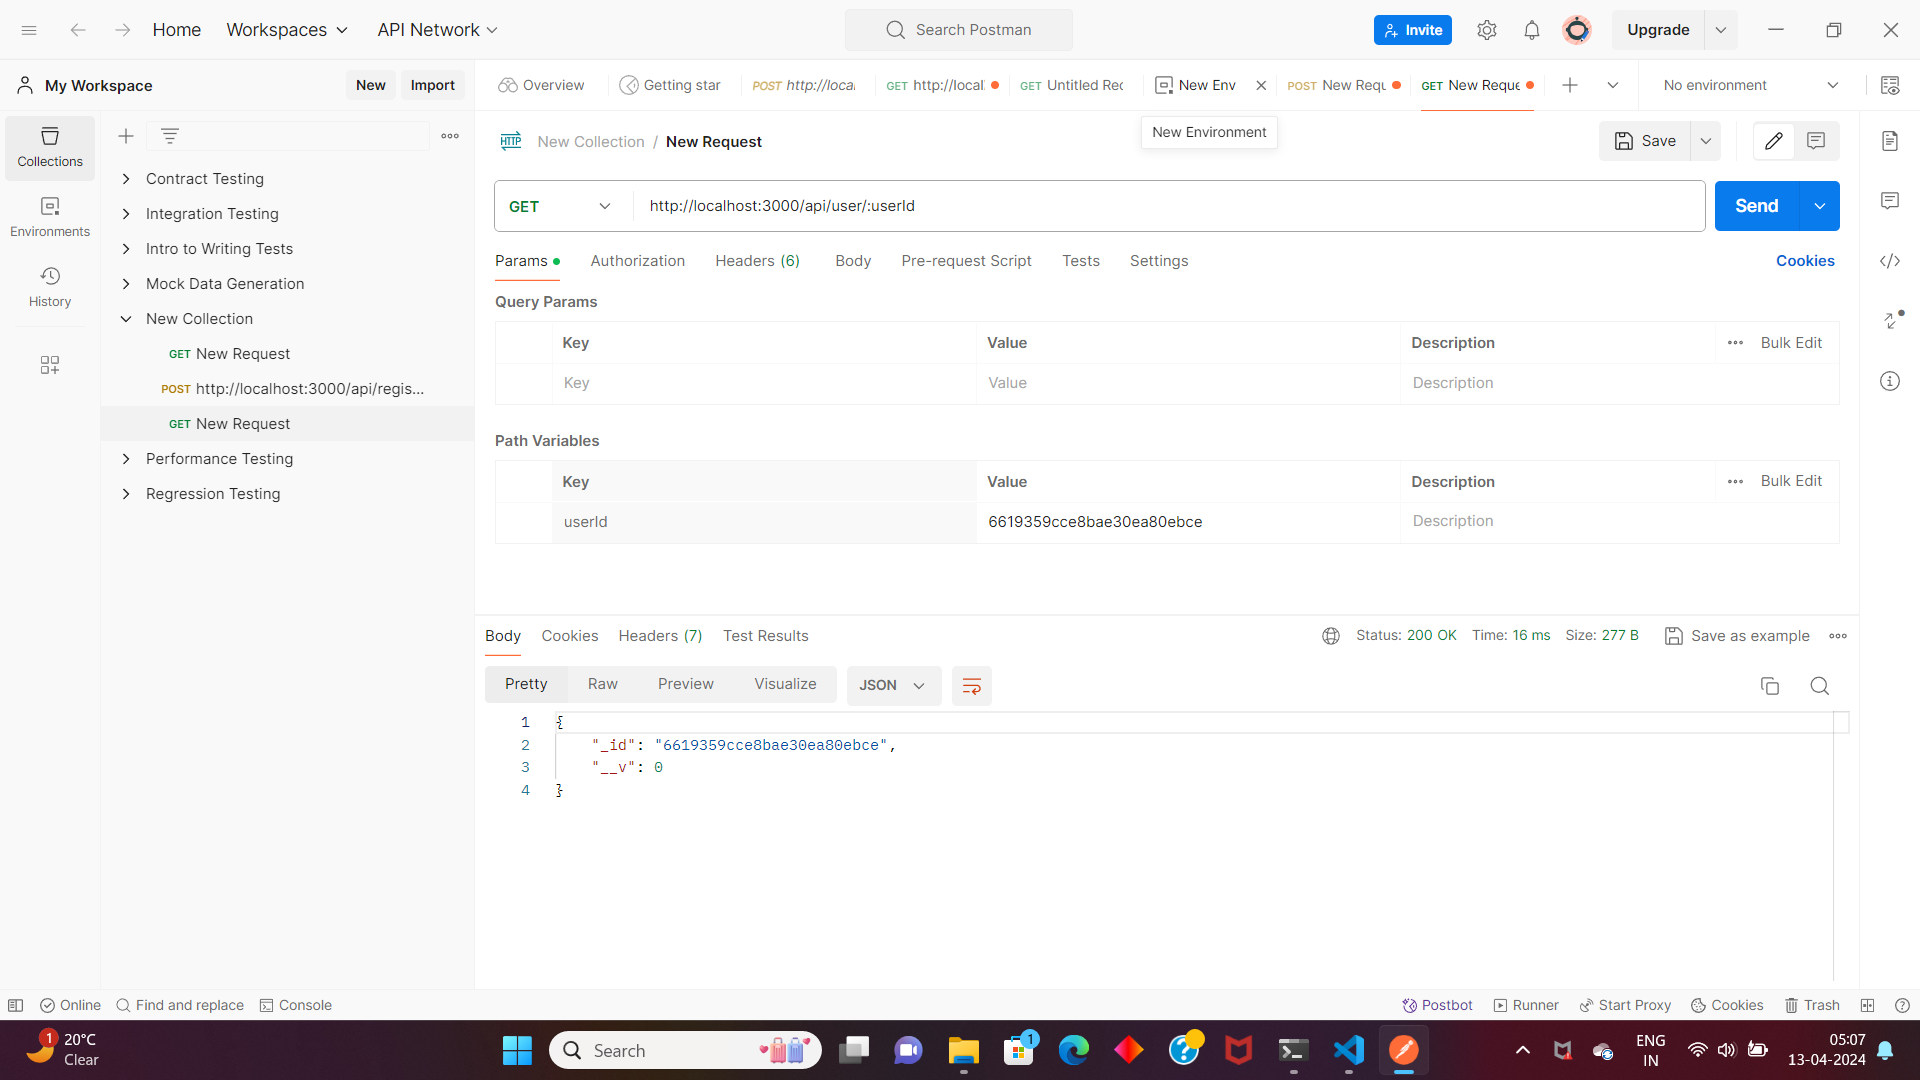 Home
Workspaces
API Network
Search Postman
Invite
Upgrade
My Workspace
New
Import
Overview
Getting star
POST http://local
GET http://local
GET Untitled Rec
New Env
POST New Requ
GET New Reque
No environment
New Environment
Collections
Environments
History
Contract Testing
Integration Testing
Intro to Writing Tests
Mock Data Generation
New Collection
GET New Request
POST http://localhost:3000/api/regis...
GET New Request
Performance Testing
Regression Testing
HTTP New Collection / New Request
Save
GET http://localhost:3000/api/user/:userId
Send
Params Authorization Headers (6) Body Pre-request Script Tests Settings
Cookies
Query Params
Key Value Description Bulk Edit
Key Value Description
Path Variables
Key Value Description Bulk Edit
userId 6619359cce8bae30ea80ebce Description
Body Cookies Headers (7) Test Results
Status: 200 OK Time: 16 ms Size: 277 B Save as example
Pretty Raw Preview Visualize JSON
1 {
2 "_id": "6619359cce8bae30ea80ebce",
3 "__v": 0
4 }
Online Find and replace Console
Postbot Runner Start Proxy Cookies Trash
1
20°C
Clear
Search
1
ENG
IN
05:07
13-04-2024